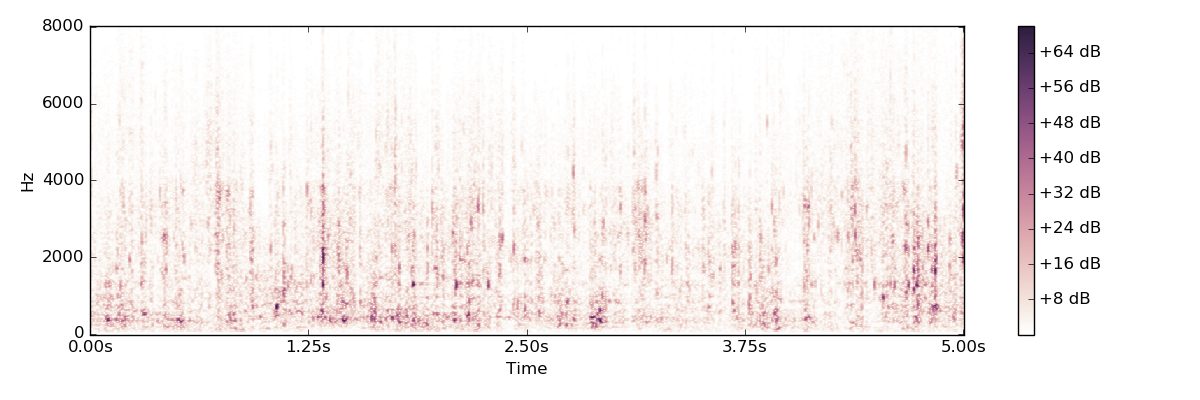 8000
6000
4000
2000
0
Hz
0.00s 1.25s 2.50s 3.75s 5.00s
Time
+64 dB
+56 dB
+48 dB
+40 dB
+32 dB
+24 dB
+16 dB
+8 dB